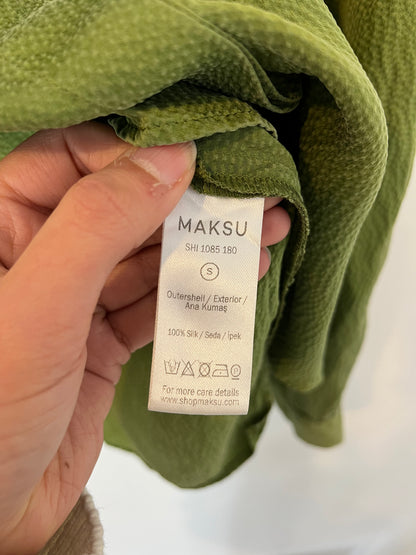 MAKSU
SHI 1085 180
S
Outershell / Exterior /
Ana Kumaş
100% Silk / Seda / İpek
For more care details
www.shopmaksu.com